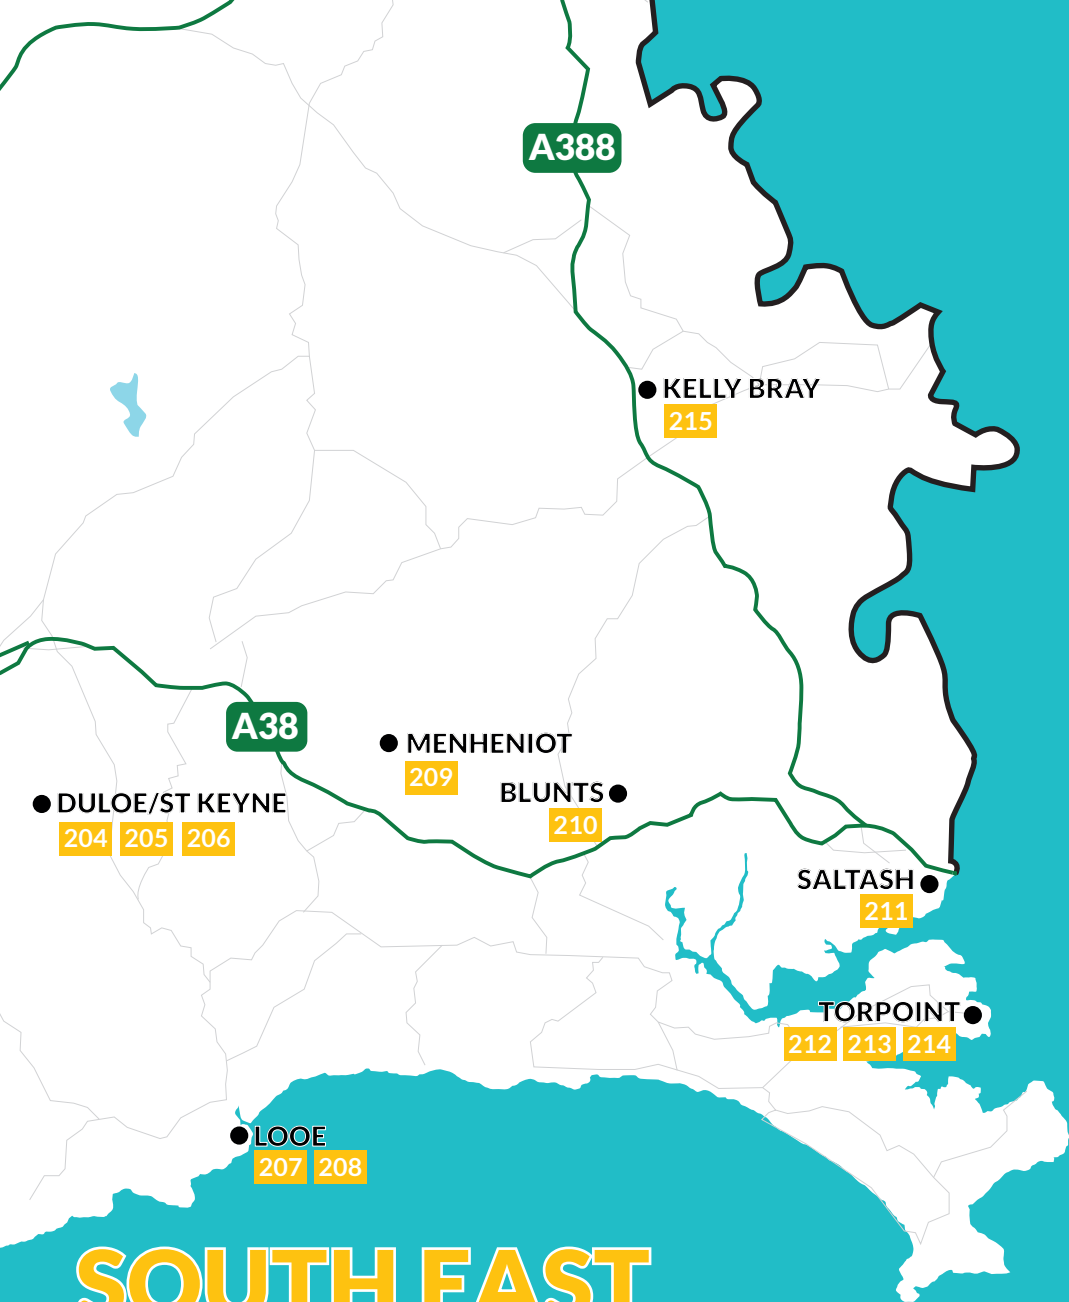 A388
KELLY BRAY
215
A38
MENHENIOT
209
BLUNTS
210
DULOE/ST KEYNE
204 205 206
SALTASH
211
TORPOINT
212 213 214
LOOE
207 208
SOUTH EAST